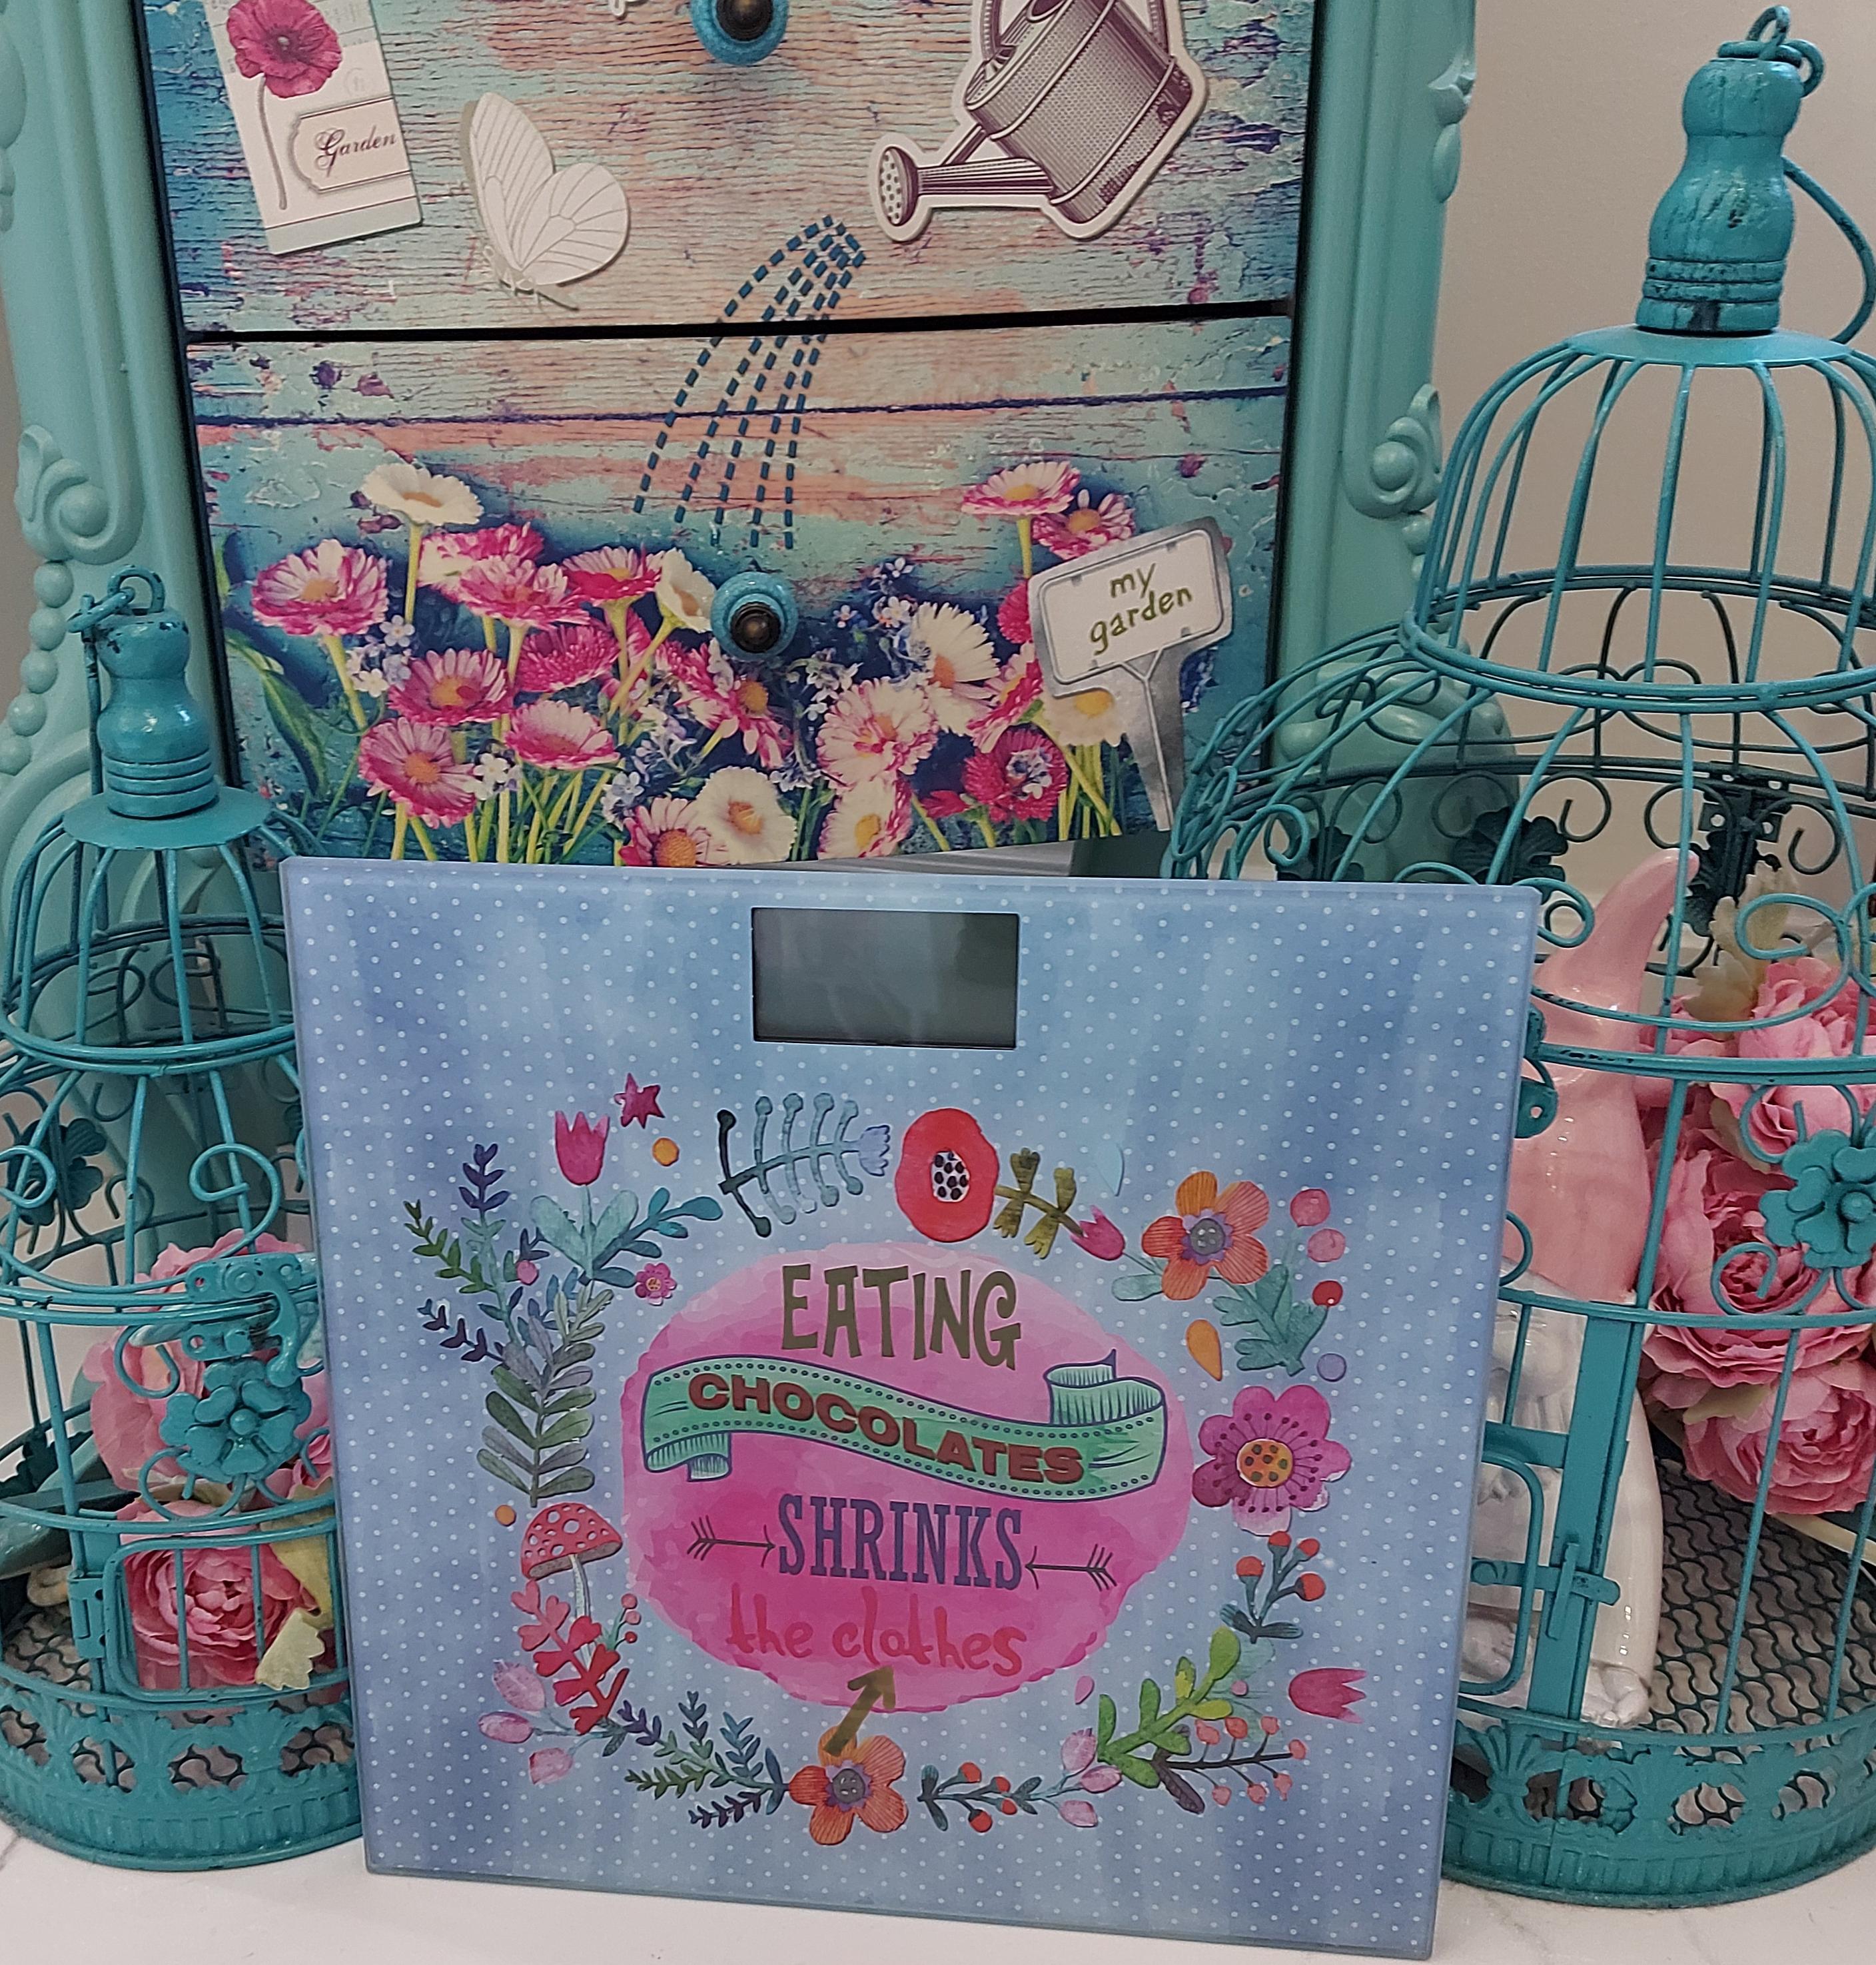 Garden
my
garden
EATING
CHOCOLATES
SHRINKS
the clothes